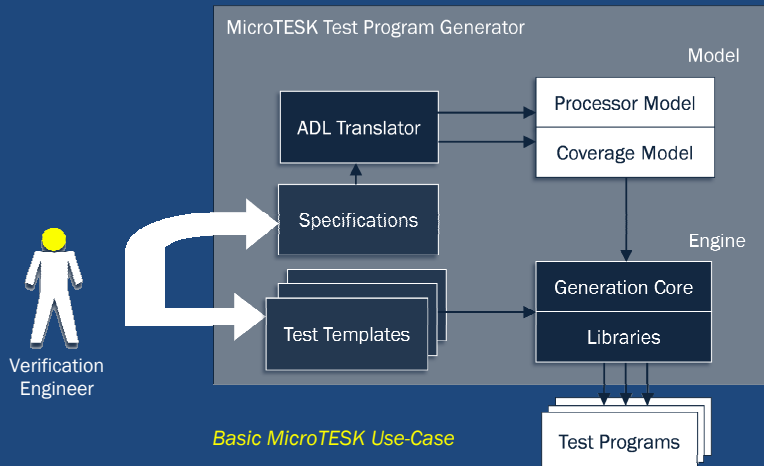 MicroTESK Test Program Generator
Model
ADL Translator
Processor Model
Coverage Model
Specifications
Engine
Generation Core
Test Templates
Libraries
Verification
Engineer
Basic MicroTESK Use-Case
Test Programs